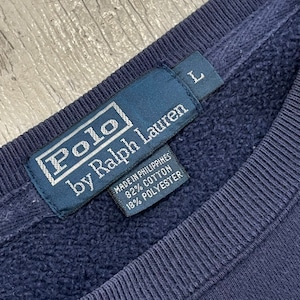 Polo
by Ralph Lauren
L
MADE IN PHILIPPINES
82% COTTON
18% POLYESTER